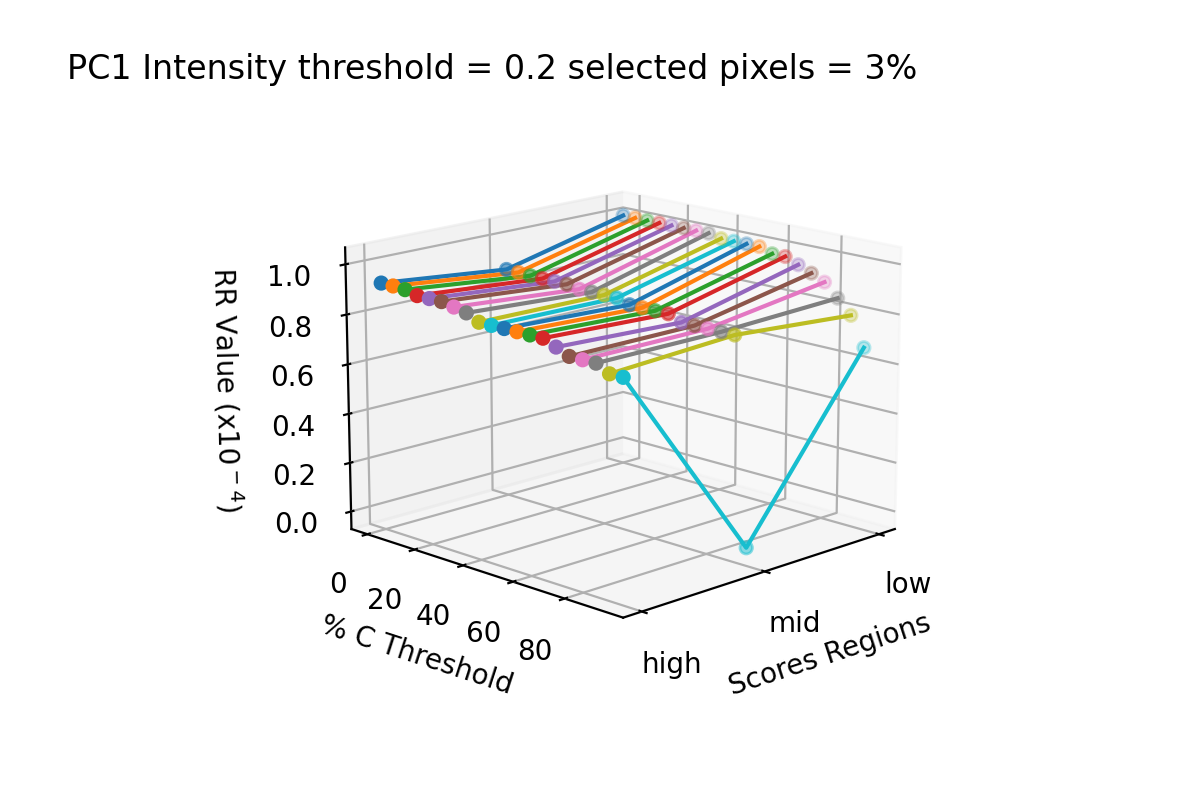 PC1 Intensity threshold = 0.2 selected pixels = 3%
RR Value (x10⁻⁴)
1.0
0.8
0.6
0.4
0.2
0.0
0
20
40
60
80
% C Threshold
high
mid
low
Scores Regions